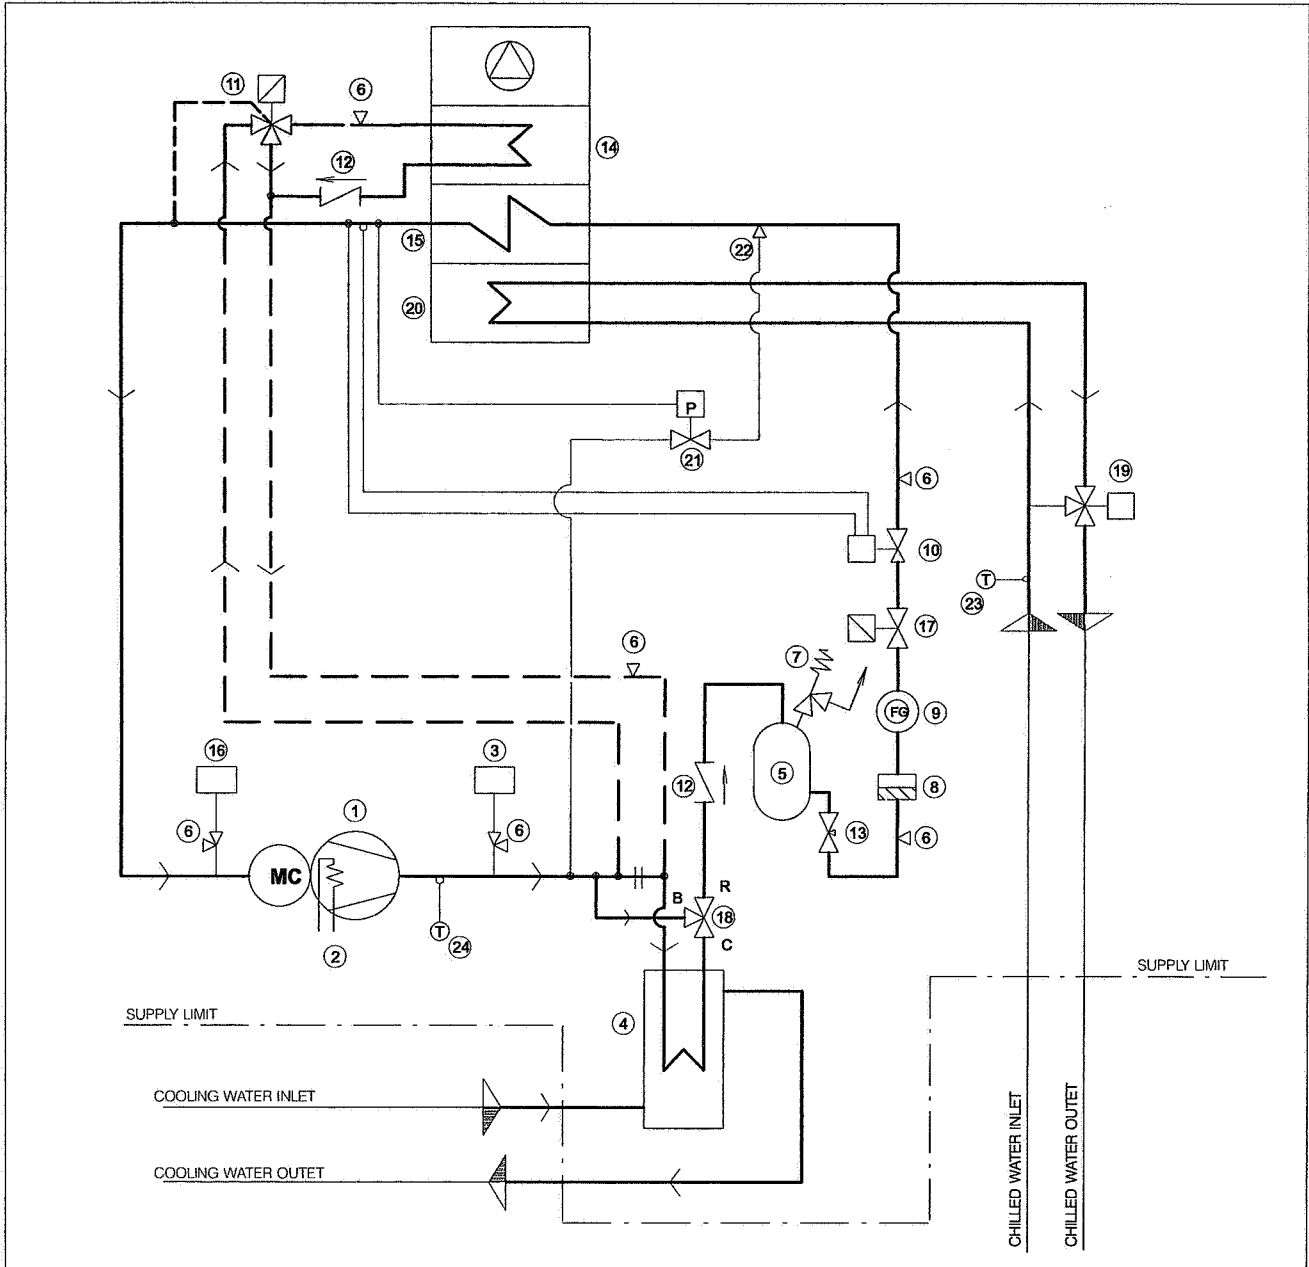 11
6
14
12
15
22
20
P
21
6
19
10
T
23
17
6
7
FG
9
16
3
5
12
8
1
6
6
13
6
MC
B
R
18
C
T
24
2
SUPPLY LIMIT
4
SUPPLY LIMIT
COOLING WATER INLET
COOLING WATER OUTET
CHILLED WATER INLET
CHILLED WATER OUTET